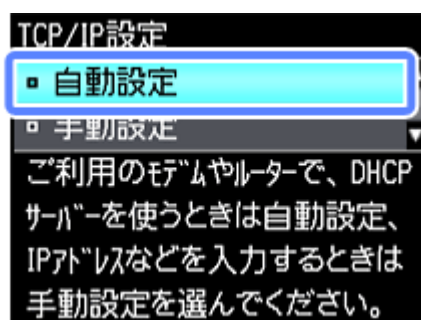 TCP/IP設定
▫ 自動設定
▫ 手動設定
ご利用のﾓﾃﾞﾑやﾙｰﾀｰで、DHCP
ｻｰﾊﾞｰを使うときは自動設定、
IPｱﾄﾞﾚｽなどを入力するときは
手動設定を選んでください。